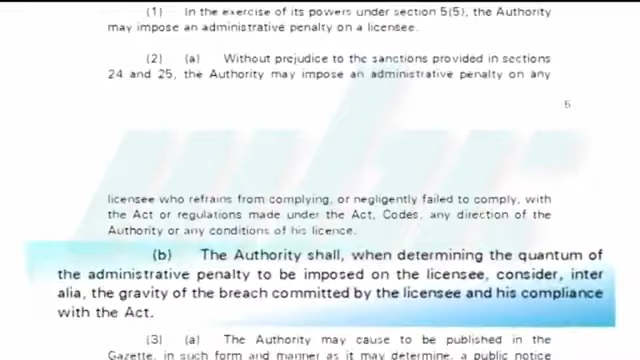 (1) In the exercise of its powers under section 5(5), the Authority
may impose an administrative penalty on a licensee.
(2) (a) Without prejudice to the sanctions provided in sections
24 and 25, the Authority may impose an administrative penalty on any
5
licensee who refrains from complying, or negligently failed to comply, with
the Act or regulations made under the Act, Codes, any direction of the
Authority or any conditions of his licence.
(b) The Authority shall, when determining the quantum of
the administrative penalty to be imposed on the licensee, consider, inter
alia, the gravity of the breach committed by the licensee and his compliance
with the Act.
(3) (a) The Authority may cause to be published in the
Gazette, in such form and manner as it may determine, a public notice